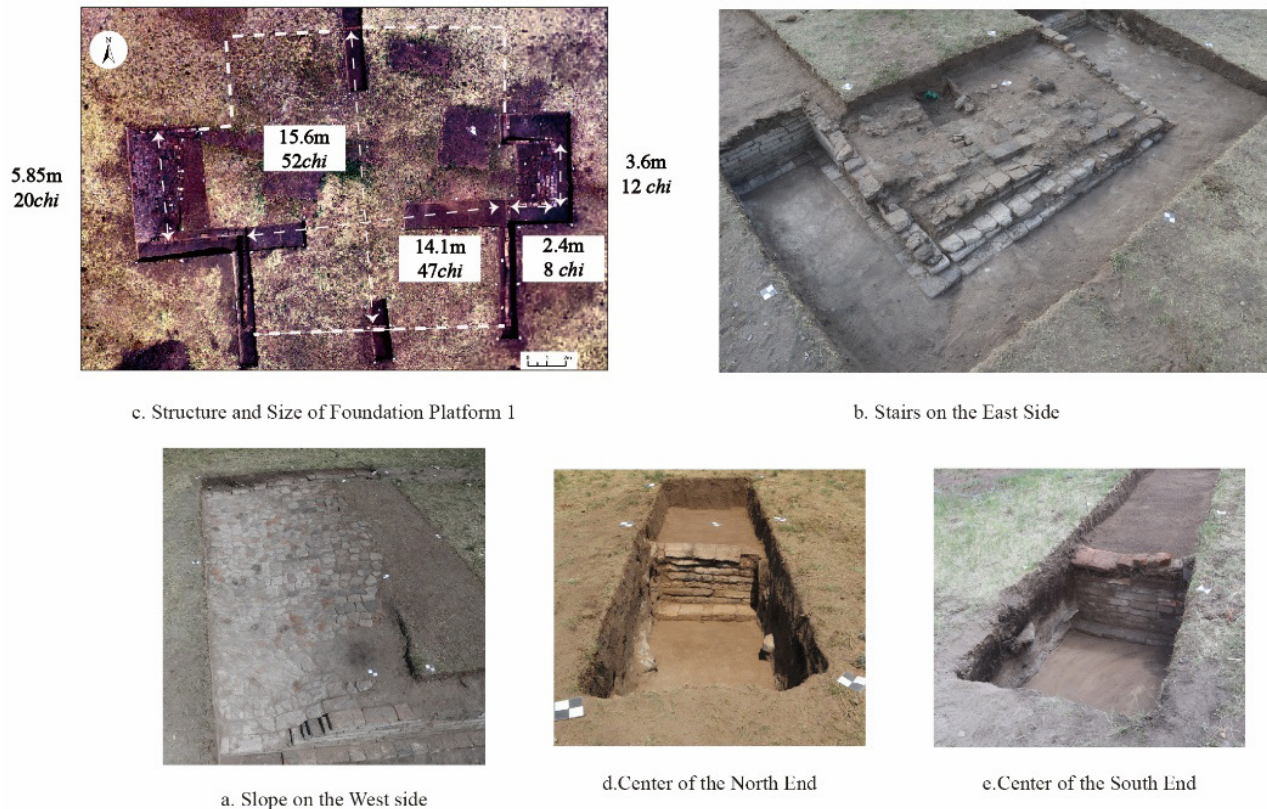 N
15.6m
52chi
5.85m
20chi
3.6m
12 chi
14.1m
47chi
2.4m
8 chi
c. Structure and Size of Foundation Platform 1
b. Stairs on the East Side
a. Slope on the West side
d.Center of the North End
e.Center of the South End